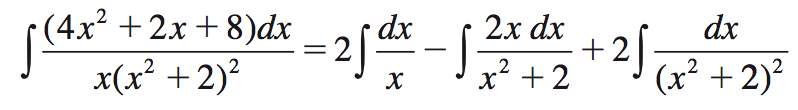 ∫ (4x² + 2x + 8)dx / x(x² + 2)² = 2∫ dx / x − ∫ 2x dx / x² + 2 + 2∫ dx / (x² + 2)²